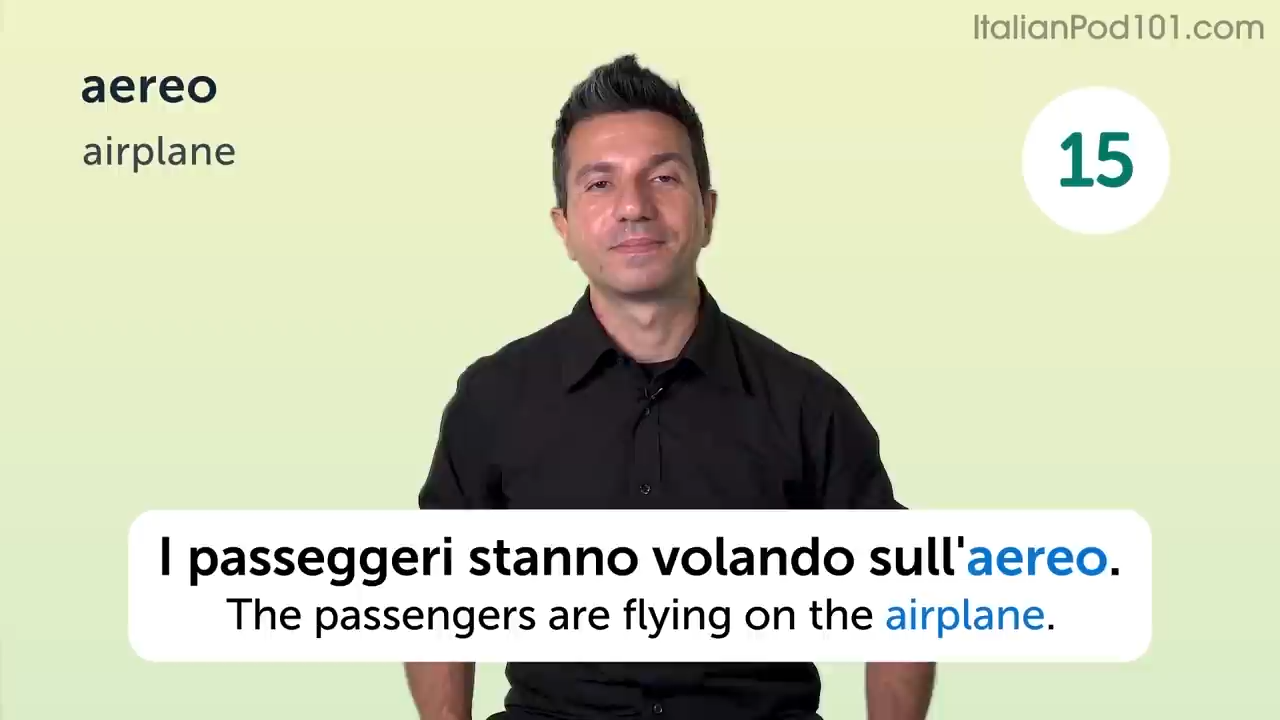 ItalianPod101.com
aereo
airplane
15
I passeggeri stanno volando sull'aereo.
The passengers are flying on the airplane.